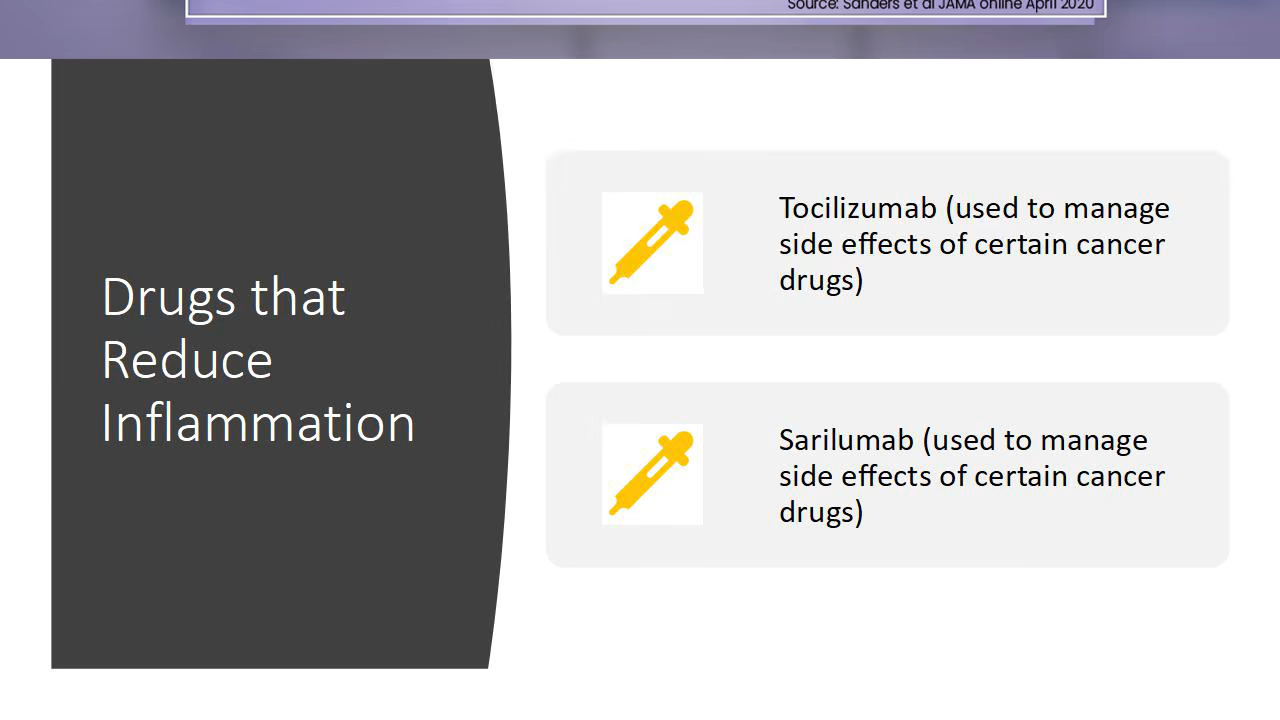 Source: Sanders et al JAMA online April 2020
Drugs that
Reduce
Inflammation
Tocilizumab (used to manage
side effects of certain cancer
drugs)
Sarilumab (used to manage
side effects of certain cancer
drugs)